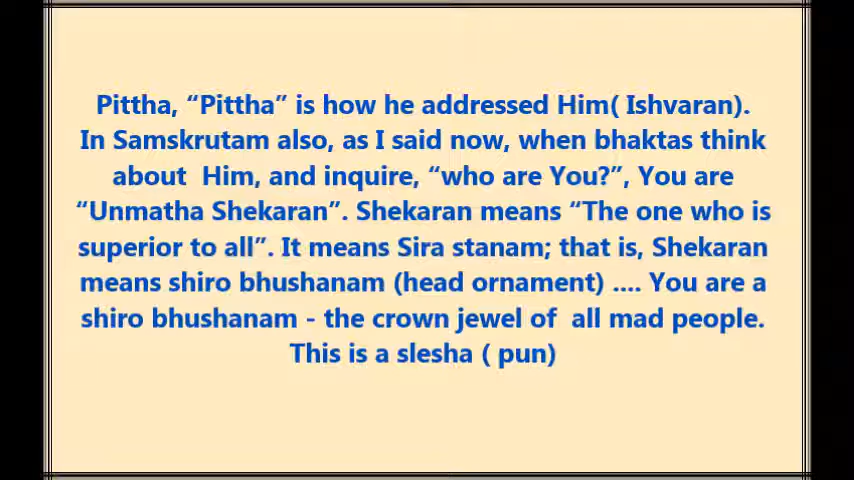 Pittha, “Pittha” is how he addressed Him( Ishvaran).
In Samskrutam also, as I said now, when bhaktas think
about  Him, and inquire, “who are You?”, You are
“Unmatha Shekaran”. Shekaran means “The one who is
superior to all”. It means Sira stanam; that is, Shekaran
means shiro bhushanam (head ornament) .... You are a
shiro bhushanam - the crown jewel of  all mad people.
This is a slesha ( pun)